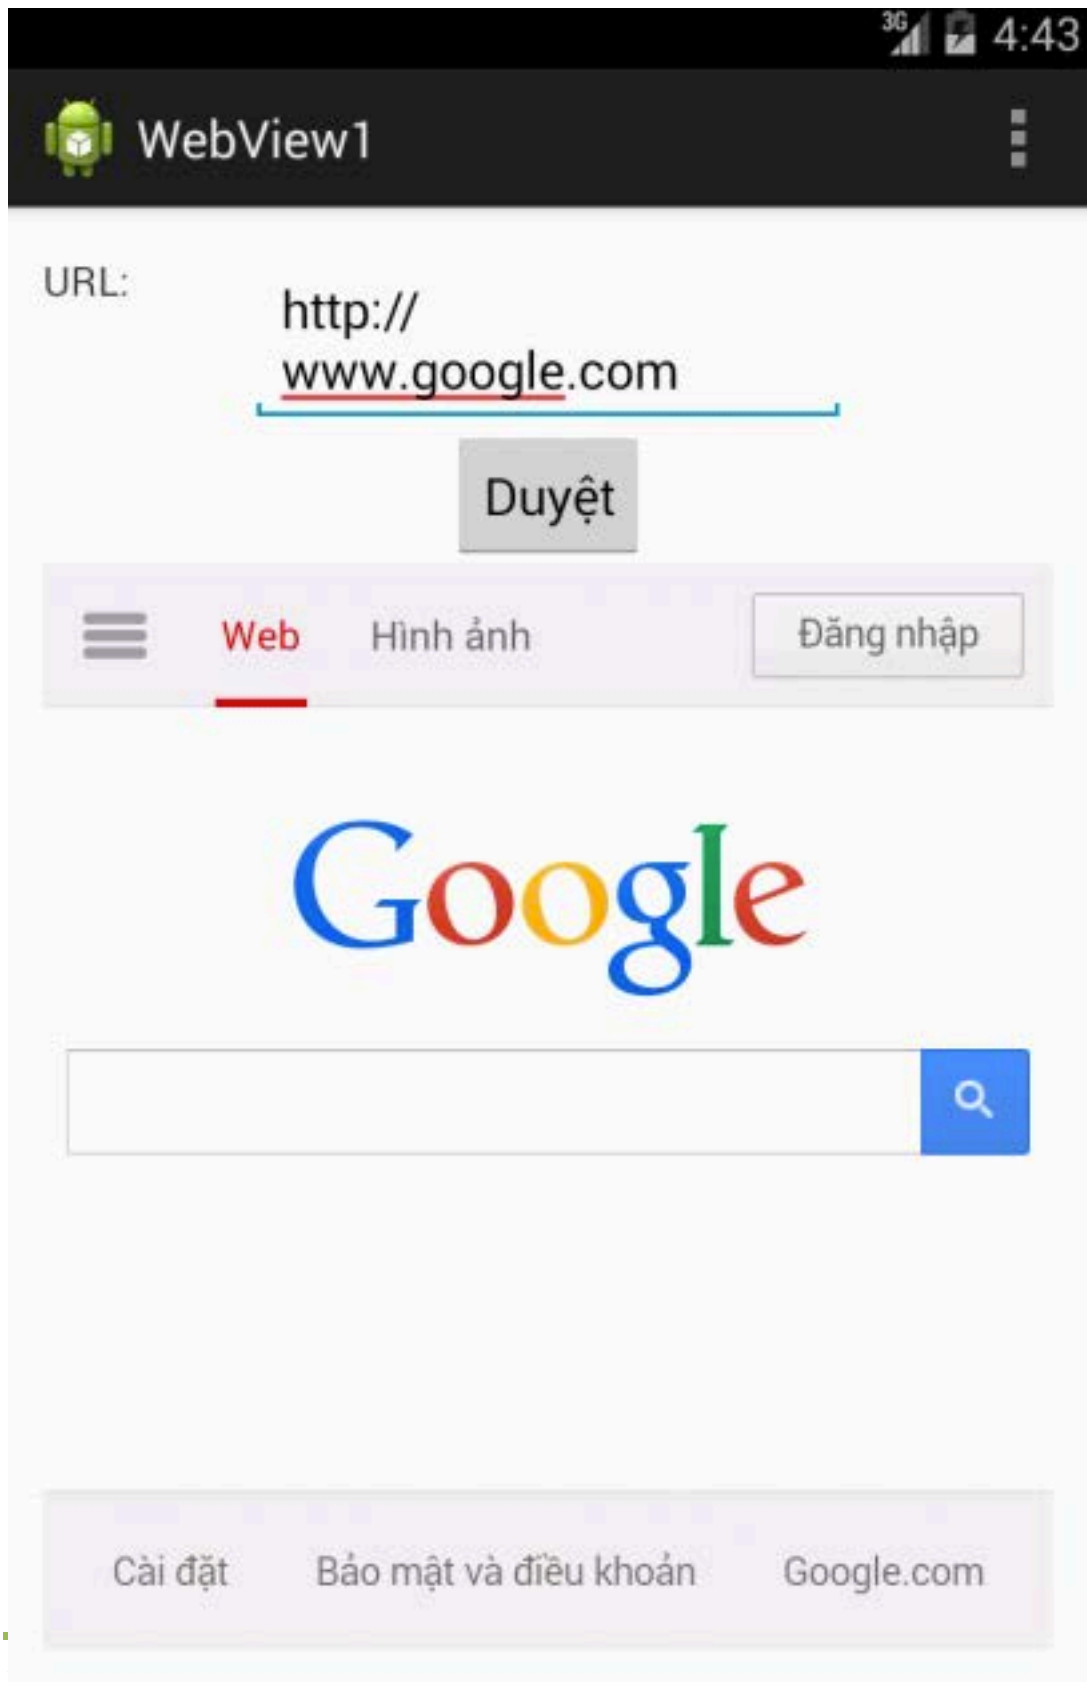 3G 4:43
WebView1
URL:
http://
www.google.com
Duyệt
Web Hình ảnh Đăng nhập
Google
Cài đặt Bảo mật và điều khoản Google.com